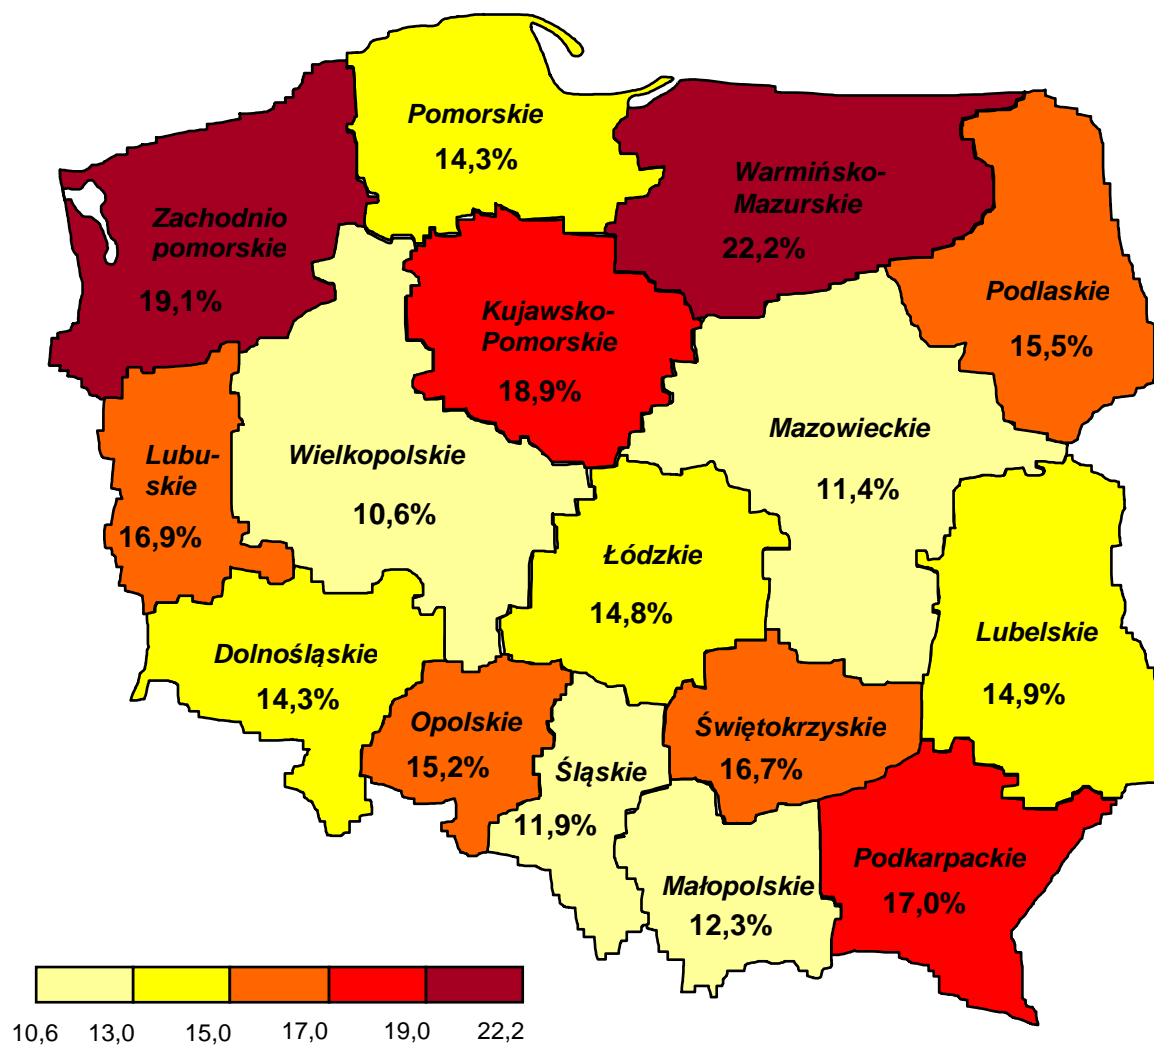 Pomorskie
14,3%
Warmińsko-
Mazurskie
22,2%
Zachodnio
pomorskie
19,1%
Podlaskie
15,5%
Kujawsko-
Pomorskie
18,9%
Mazowieckie
11,4%
Wielkopolskie
10,6%
Lubu-
skie
16,9%
Łódzkie
14,8%
Lubelskie
14,9%
Dolnośląskie
14,3%
Opolskie
15,2%
Śląskie
11,9%
Świętokrzyskie
16,7%
Małopolskie
12,3%
Podkarpackie
17,0%
10,6 13,0 15,0 17,0 19,0 22,2